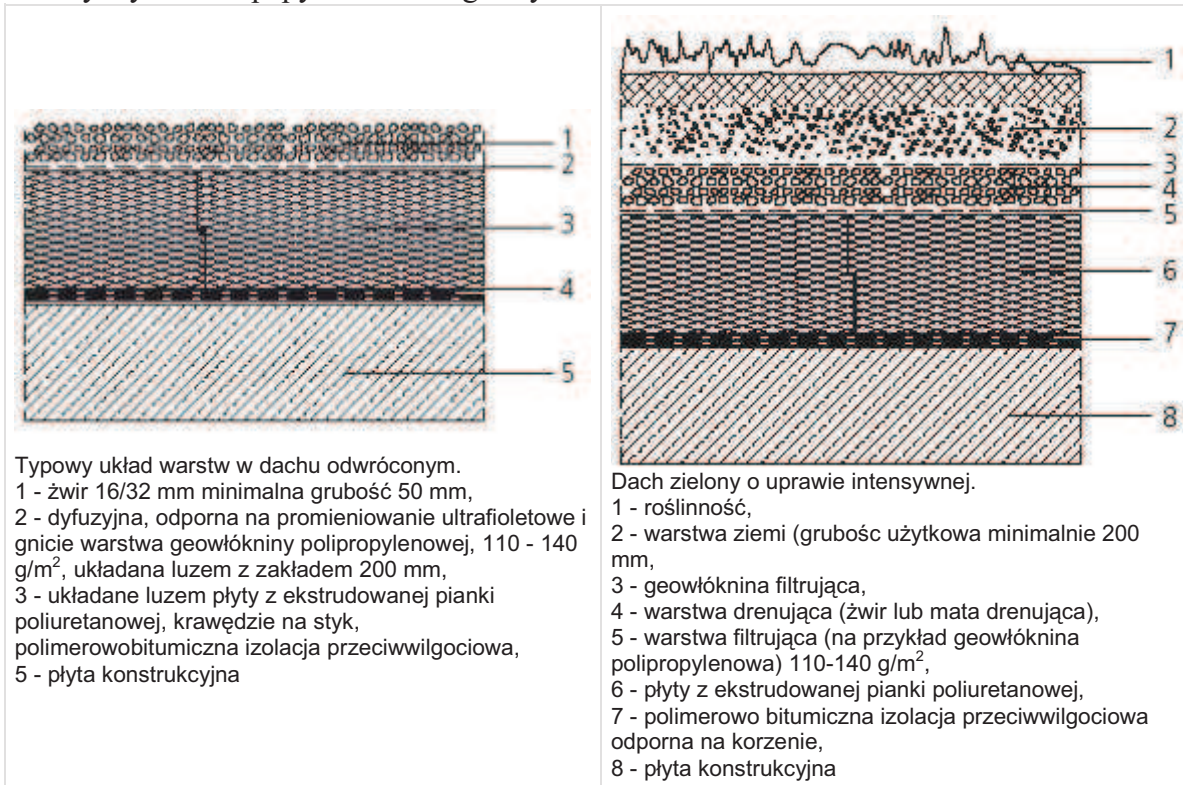 1
2
3
4
5
Typowy układ warstw w dachu odwróconym.
1 - żwir 16/32 mm minimalna grubość 50 mm,
2 - dyfuzyjna, odporna na promieniowanie ultrafioletowe i
gnicie warstwa geowłókniny polipropylenowej, 110 - 140
g/m², układana luzem z zakładem 200 mm,
3 - układane luzem płyty z ekstrudowanej pianki
poliuretanowej, krawędzie na styk,
polimerowobitumiczna izolacja przeciwwilgociowa,
5 - płyta konstrukcyjna
1
2
3
4
5
6
7
8
Dach zielony o uprawie intensywnej.
1 - roślinność,
2 - warstwa ziemi (grubośc użytkowa minimalnie 200
mm,
3 - geowłóknina filtrująca,
4 - warstwa drenująca (żwir lub mata drenująca),
5 - warstwa filtrująca (na przykład geowłóknina
polipropylenowa) 110-140 g/m²,
6 - płyty z ekstrudowanej pianki poliuretanowej,
7 - polimerowo bitumiczna izolacja przeciwwilgociowa
odporna na korzenie,
8 - płyta konstrukcyjna